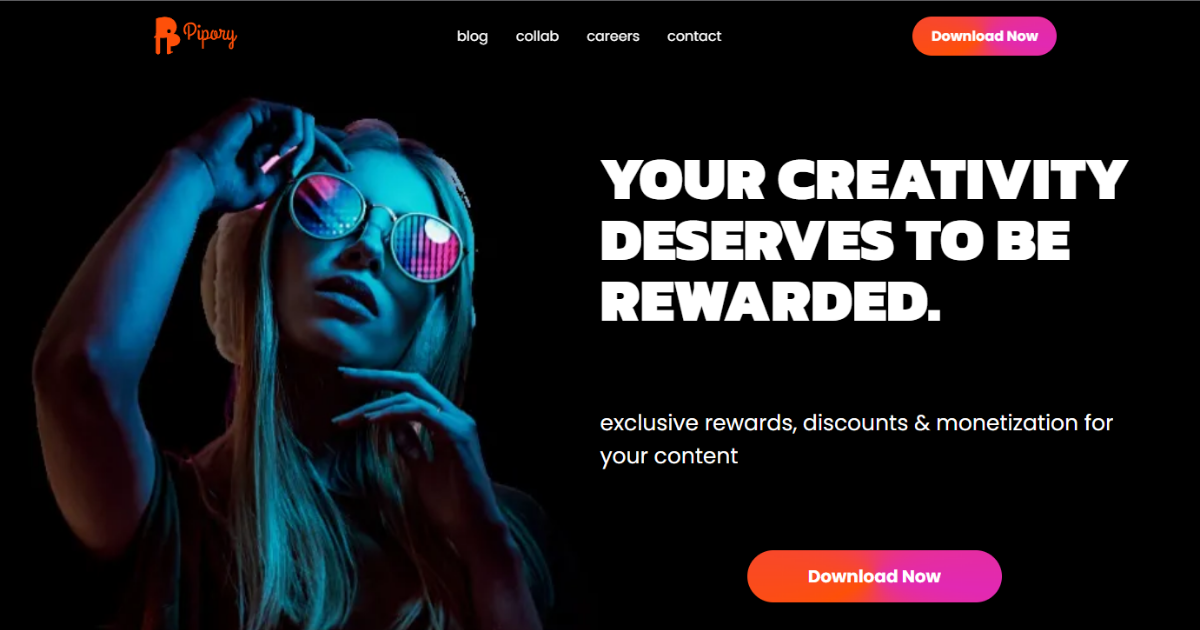 Pipory
blog
collab
careers
contact
Download Now
YOUR CREATIVITY
DESERVES TO BE
REWARDED.
exclusive rewards, discounts & monetization for
your content
Download Now